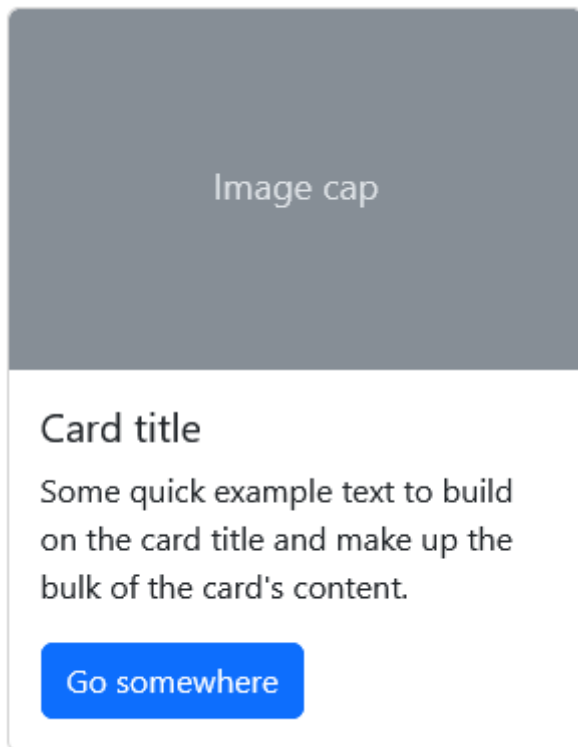 Image cap
Card title
Some quick example text to build
on the card title and make up the
bulk of the card's content.
Go somewhere